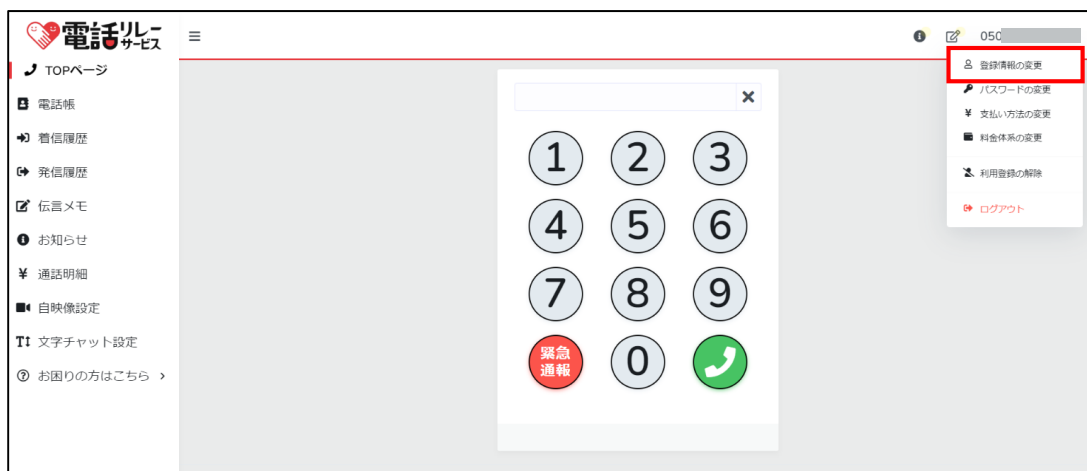 電話リレーサービス
050
TOPページ
電話帳
着信履歴
発信履歴
伝言メモ
お知らせ
¥ 通話明細
自映像設定
文字チャット設定
お困りの方はこちら
1 2 3
4 5 6
7 8 9
緊急
通報
0
登録情報の変更
パスワードの変更
¥ 支払い方法の変更
料金体系の変更
利用登録の解除
ログアウト